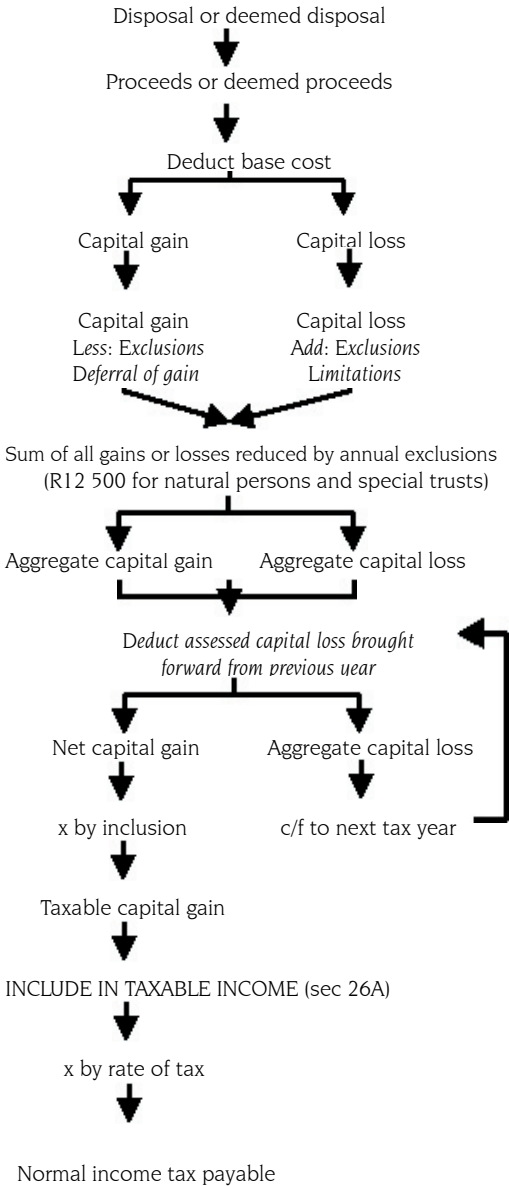 Disposal or deemed disposal
Proceeds or deemed proceeds
Deduct base cost
Capital gain
Capital loss
Capital gain
Less: Exclusions
Deferral of gain
Capital loss
Add: Exclusions
Limitations
Sum of all gains or losses reduced by annual exclusions
(R12 500 for natural persons and special trusts)
Aggregate capital gain
Aggregate capital loss
Deduct assessed capital loss brought
forward from previous year
Net capital gain
Aggregate capital loss
x by inclusion
c/f to next tax year
Taxable capital gain
INCLUDE IN TAXABLE INCOME (sec 26A)
x by rate of tax
Normal income tax payable